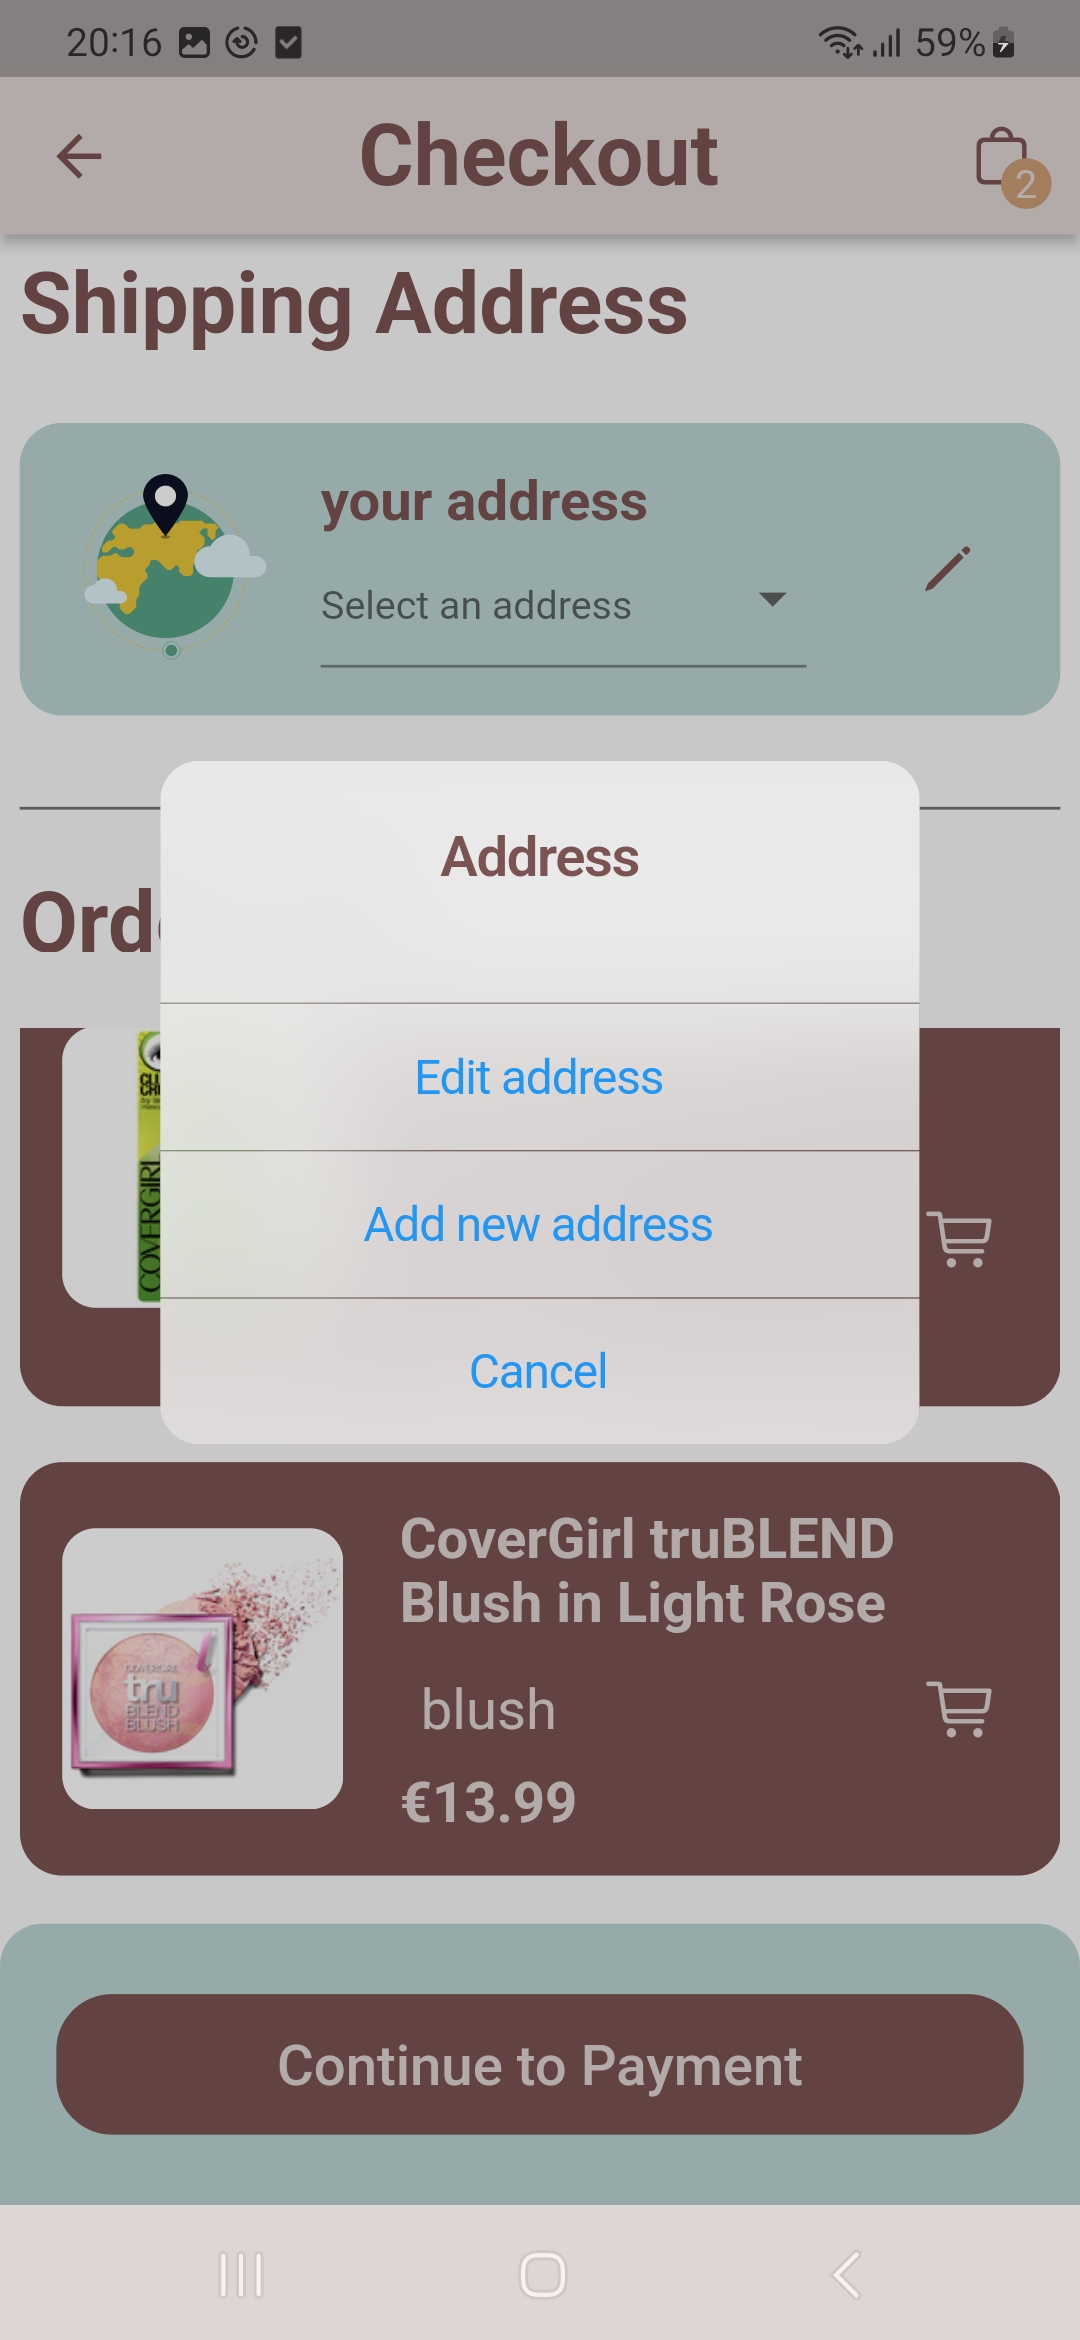 20:16
59%
Checkout
2
Shipping Address
your address
Select an address
Address
Ord
Edit address
Add new address
Cancel
COVERGIRL
CoverGirl truBLEND
Blush in Light Rose
blush
€13.99
COVERGIRL
tru
BLEND
BLUSH
Continue to Payment